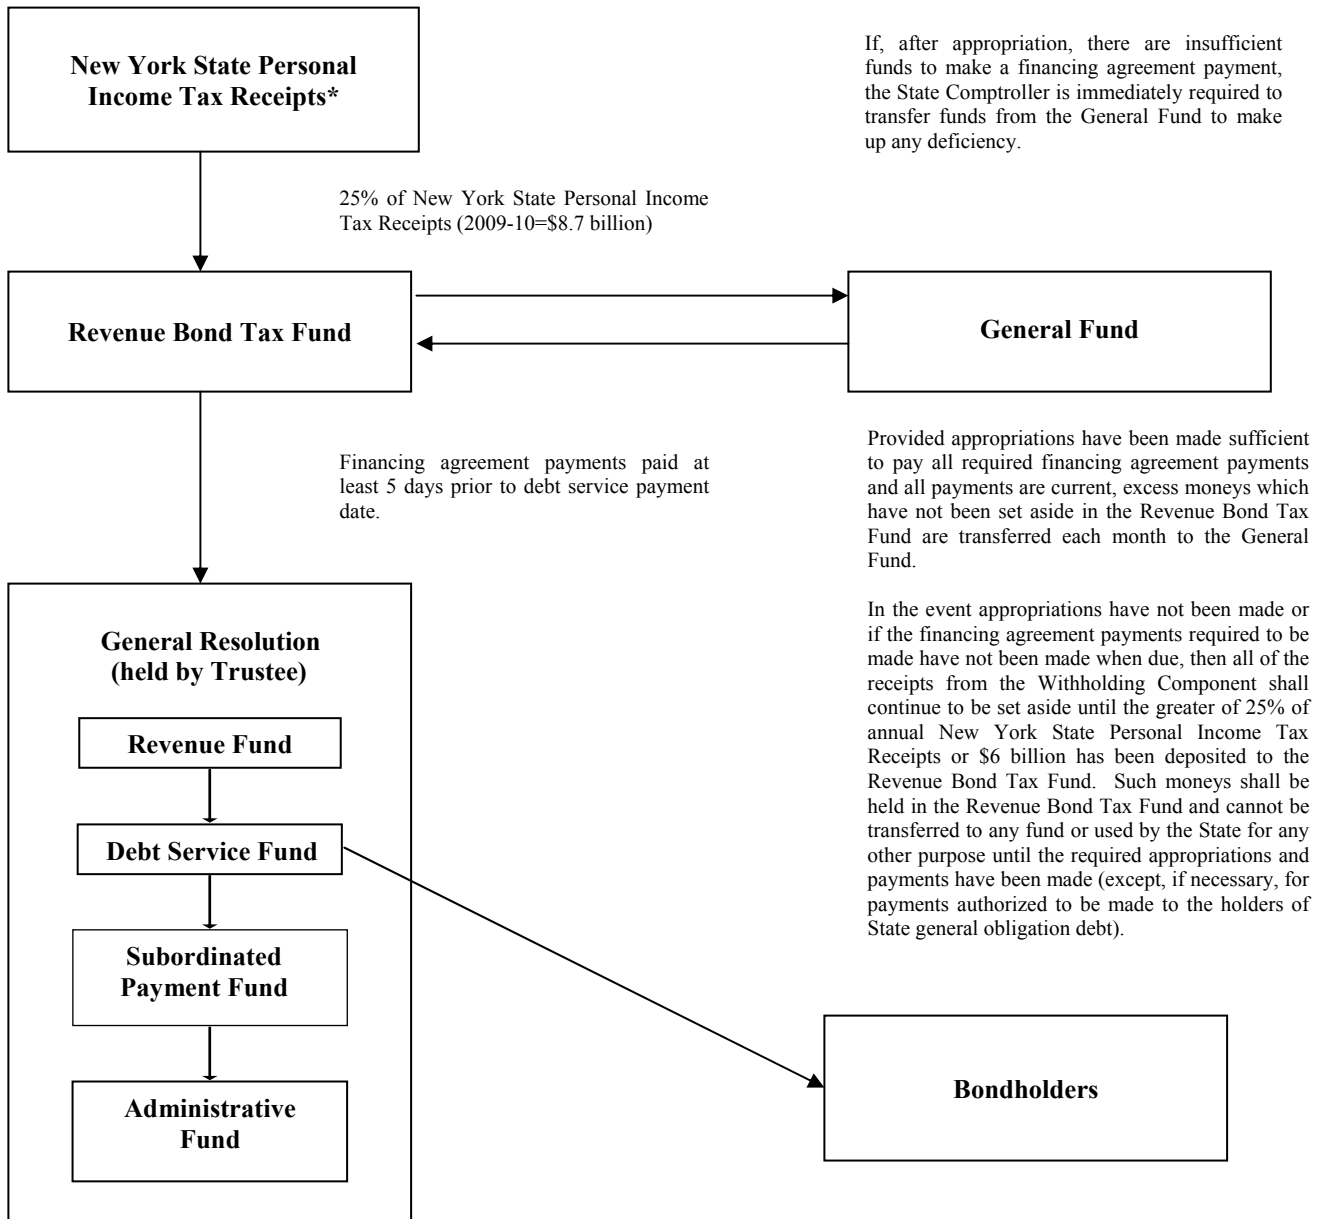 New York State Personal
Income Tax Receipts*
If, after appropriation, there are insufficient
funds to make a financing agreement payment,
the State Comptroller is immediately required to
transfer funds from the General Fund to make
up any deficiency.
25% of New York State Personal Income
Tax Receipts (2009-10=$8.7 billion)
Revenue Bond Tax Fund
General Fund
Financing agreement payments paid at
least 5 days prior to debt service payment
date.
Provided appropriations have been made sufficient
to pay all required financing agreement payments
and all payments are current, excess moneys which
have not been set aside in the Revenue Bond Tax
Fund are transferred each month to the General
Fund.
In the event appropriations have not been made or
if the financing agreement payments required to be
made have not been made when due, then all of the
receipts from the Withholding Component shall
continue to be set aside until the greater of 25% of
annual New York State Personal Income Tax
Receipts or $6 billion has been deposited to the
Revenue Bond Tax Fund. Such moneys shall be
held in the Revenue Bond Tax Fund and cannot be
transferred to any fund or used by the State for any
other purpose until the required appropriations and
payments have been made (except, if necessary, for
payments authorized to be made to the holders of
State general obligation debt).
General Resolution
(held by Trustee)
Revenue Fund
Debt Service Fund
Subordinated
Payment Fund
Administrative
Fund
Bondholders